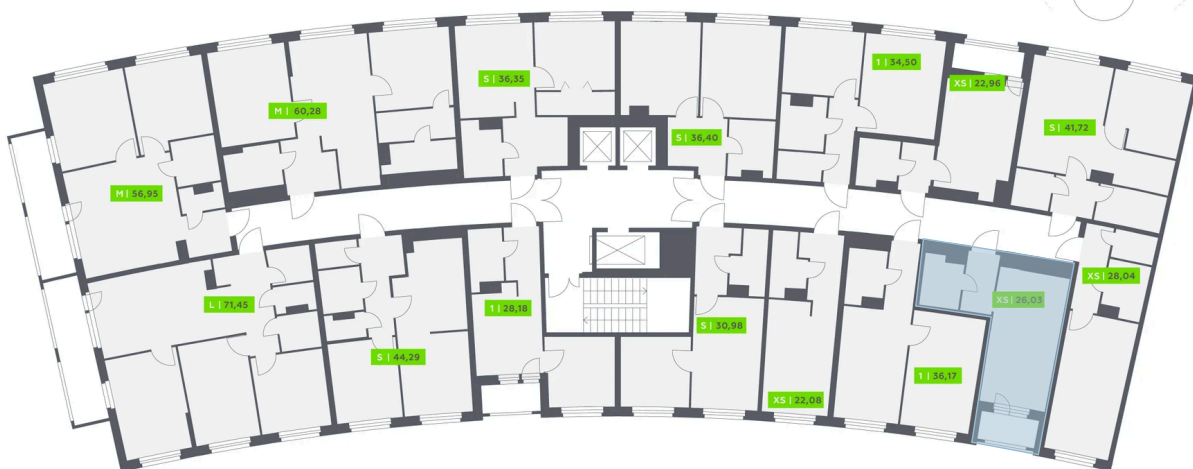 S | 36,35
1 | 34,50
XS | 22,96
M | 60,28
S | 36,40
S | 41,72
M | 56,95
L | 71,45
1 | 28,18
S | 30,98
XS | 28,04
XS | 26,03
S | 44,29
1 | 36,17
XS | 22,08